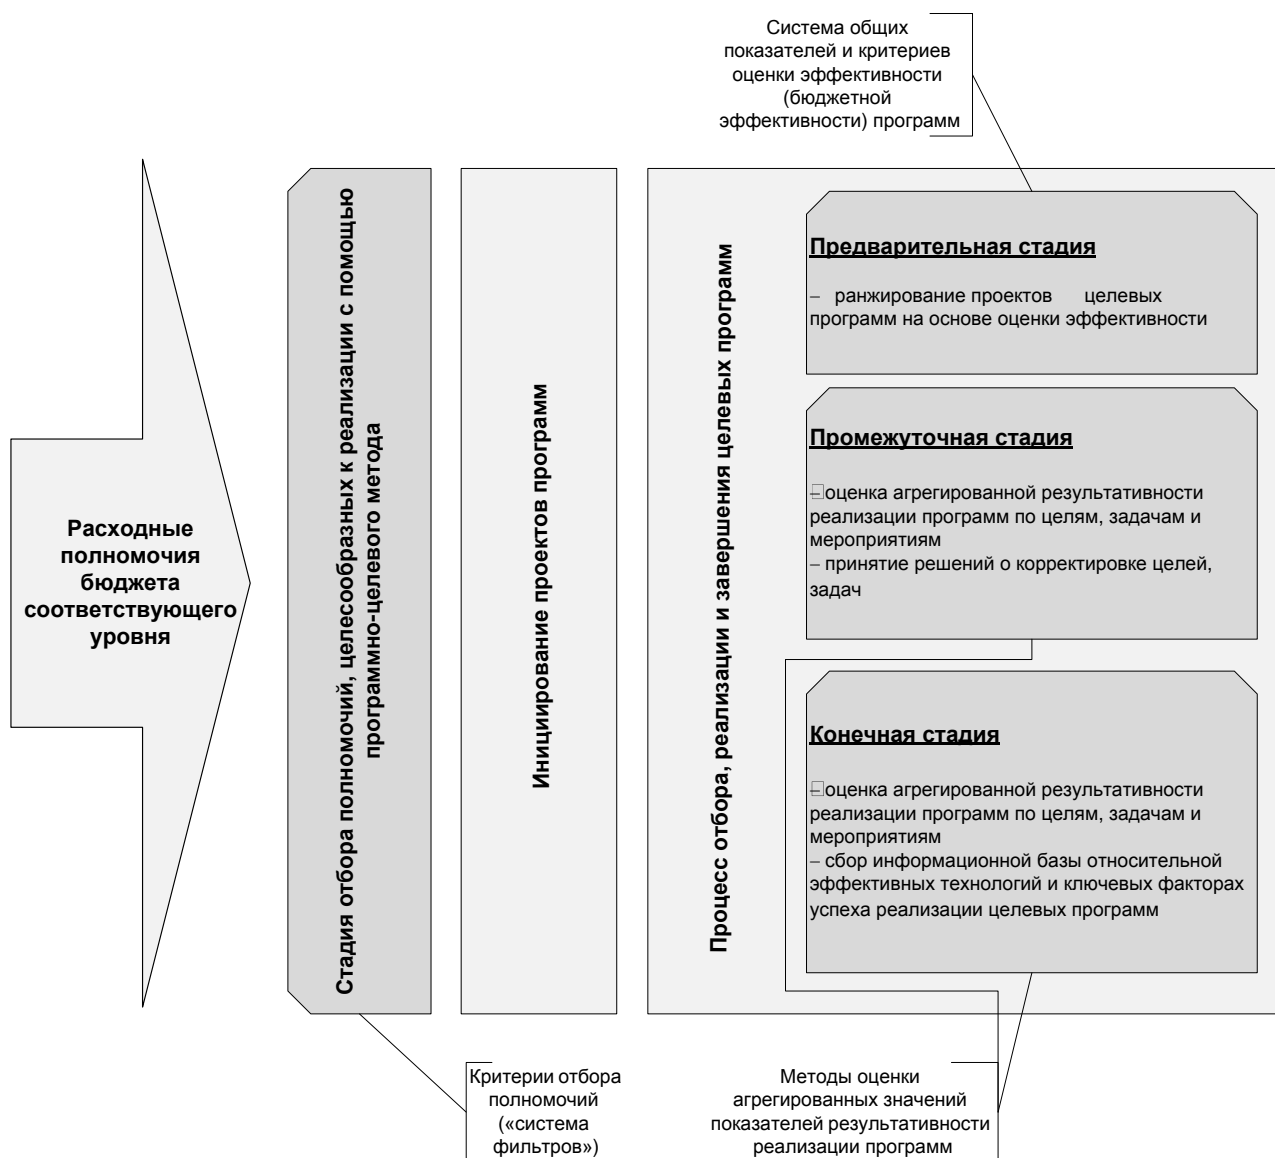 Система общих
показателей и критериев
оценки эффективности
(бюджетной
эффективности) программ
Расходные
полномочия
бюджета
соответствующего
уровня
Стадия отбора полномочий, целесообразных к реализации с помощью
программно-целевого метода
Инициирование проектов программ
Процесс отбора, реализации и завершения целевых программ
Предварительная стадия
– ранжирование проектов целевых
программ на основе оценки эффективности
Промежуточная стадия
– оценка агрегированной результативности
реализации программ по целям, задачам и
мероприятиям
– принятие решений о корректировке целей,
задач
Конечная стадия
– оценка агрегированной результативности
реализации программ по целям, задачам и
мероприятиям
– сбор информационной базы относительной
эффективных технологий и ключевых факторах
успеха реализации целевых программ
Критерии отбора
полномочий
(«система
фильтров»)
Методы оценки
агрегированных значений
показателей результативности
реализации программ